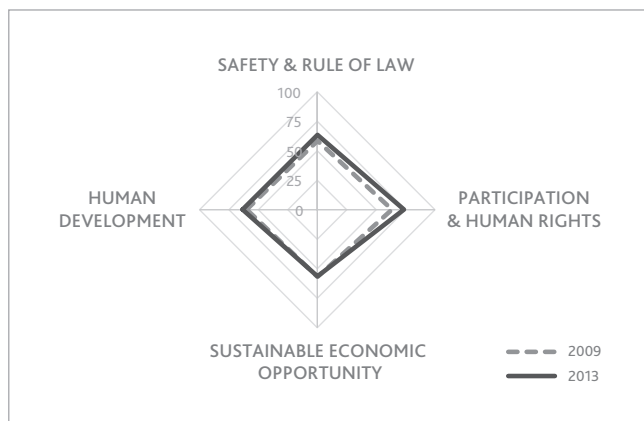 SAFETY & RULE OF LAW
100
75
50
25
0
HUMAN
DEVELOPMENT
PARTICIPATION
& HUMAN RIGHTS
SUSTAINABLE ECONOMIC
OPPORTUNITY
2009
2013